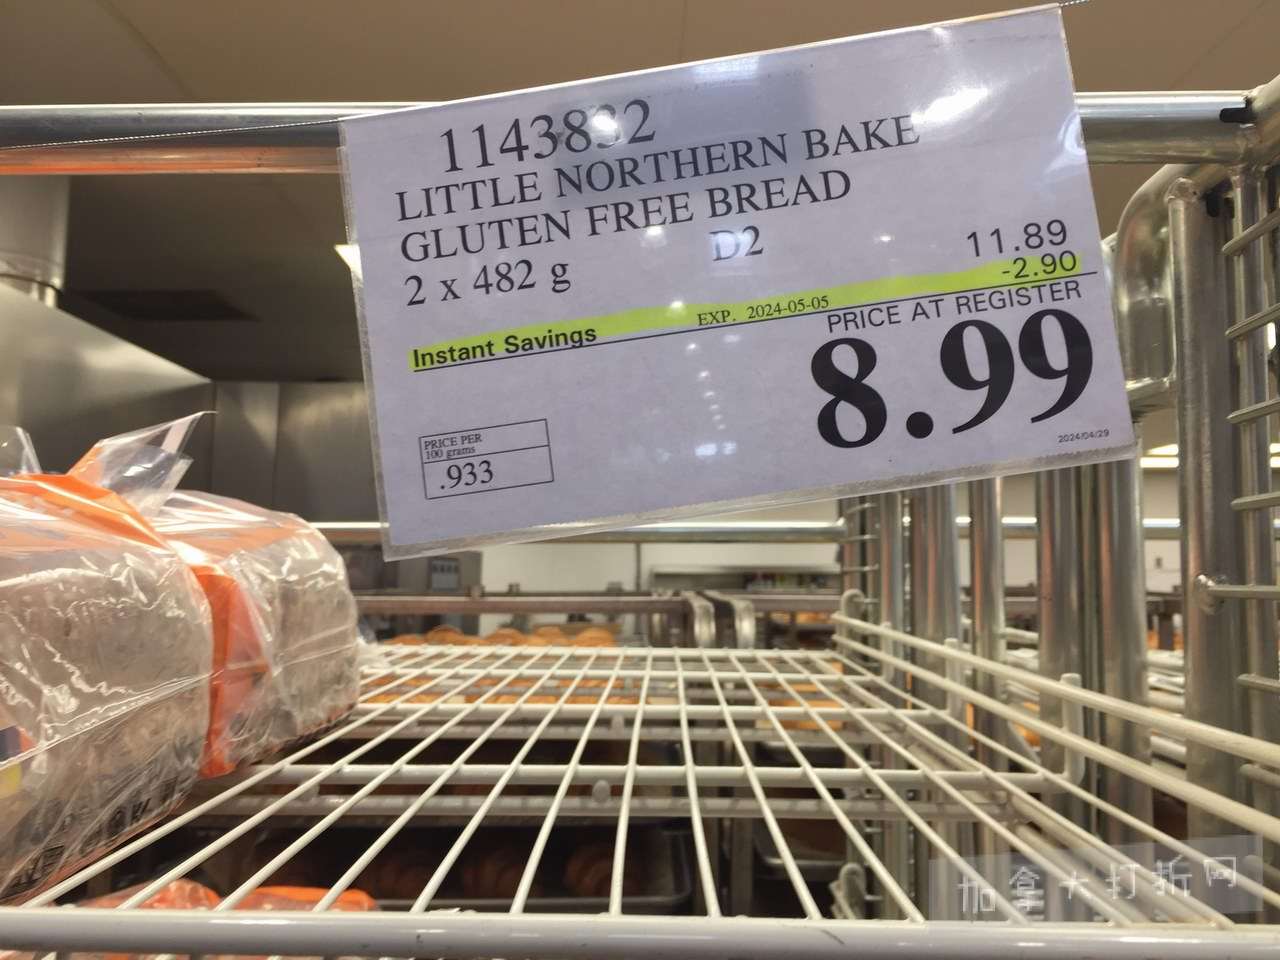 1143832
LITTLE NORTHERN BAKE
GLUTEN FREE BREAD
2 x 482 g
D2
11.89
-2.90
Instant Savings EXP. 2024-05-05
PRICE AT REGISTER
8.99
PRICE PER
100 grams
.933
2024/04/29
加拿大打折网